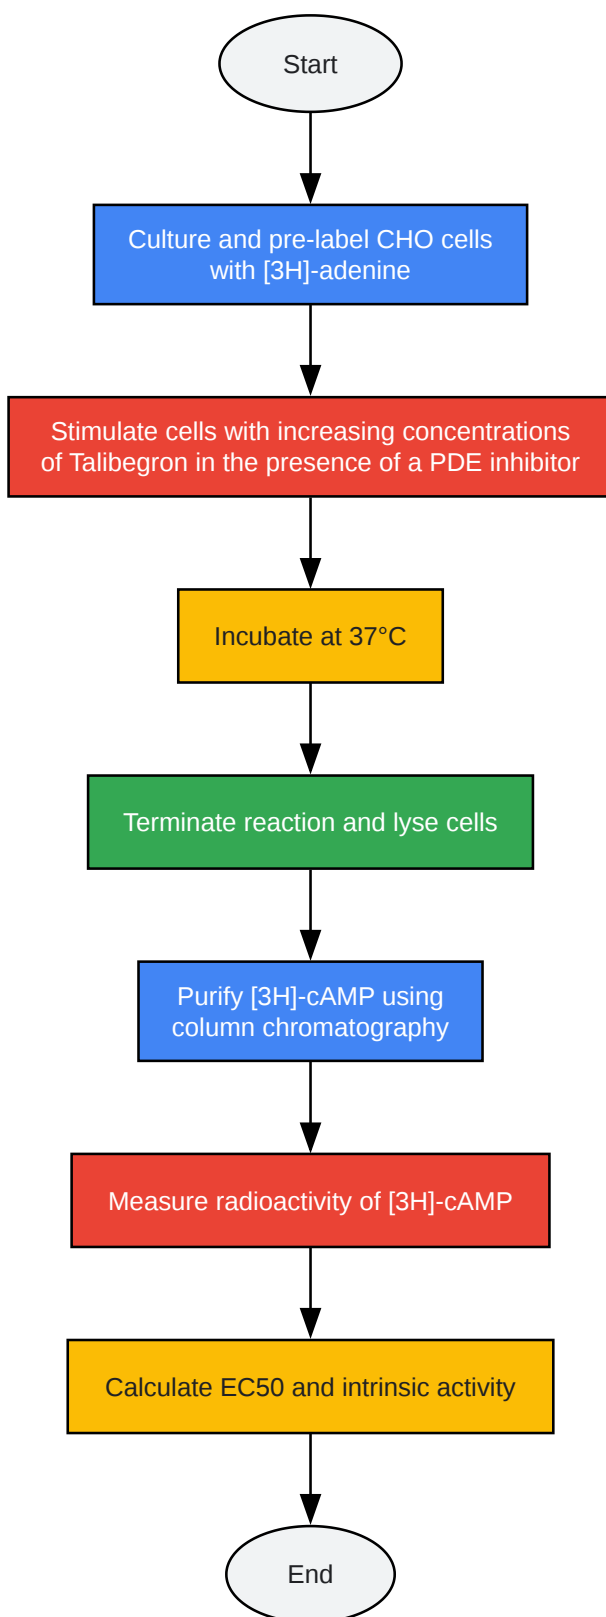 Start
Culture and pre-label CHO cells
with [3H]-adenine
Stimulate cells with increasing concentrations
of Talibegron in the presence of a PDE inhibitor
Incubate at 37°C
Terminate reaction and lyse cells
Purify [3H]-cAMP using
column chromatography
Measure radioactivity of [3H]-cAMP
Calculate EC50 and intrinsic activity
End